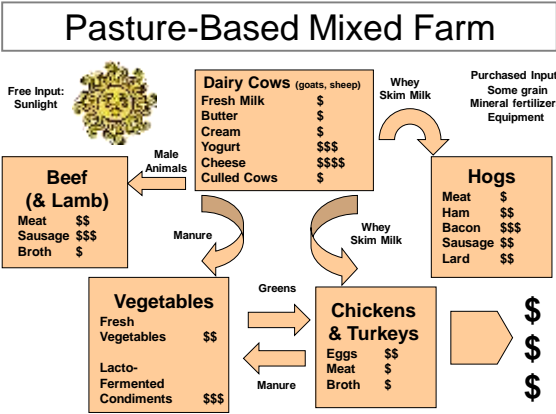 Pasture-Based Mixed Farm
Free Input:
Sunlight
Dairy Cows (goats, sheep)
Fresh Milk $
Butter $
Cream $
Yogurt $$$
Cheese $$$$
Culled Cows $
Whey
Skim Milk
Purchased Input
Some grain
Mineral fertilizer
Equipment
Male
Animals
Beef
(& Lamb)
Meat $$
Sausage $$$
Broth $
Hogs
Meat $
Ham $$
Bacon $$$
Sausage $$
Lard $$
Manure
Whey
Skim Milk
Vegetables
Fresh
Vegetables $$
Lacto-
Fermented
Condiments $$$
Greens
Manure
Chickens
& Turkeys
Eggs $$
Meat $
Broth $
$
$
$